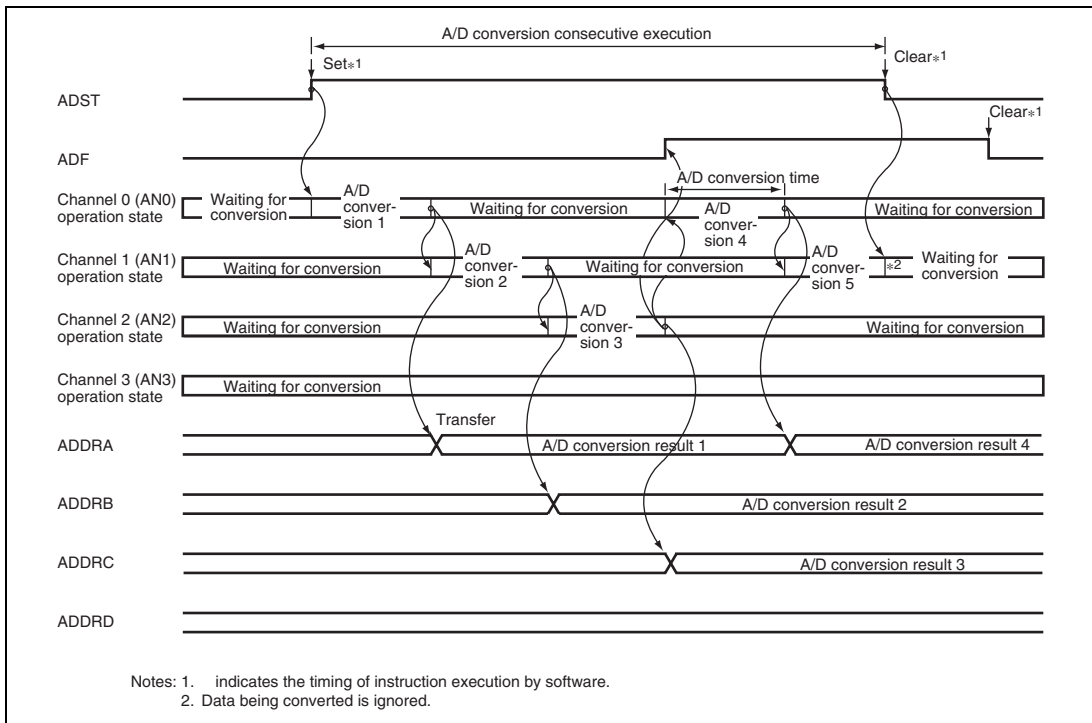 A/D conversion consecutive execution
Set*1
Clear*1
ADST
Clear*1
ADF
A/D conversion time
Channel 0 (AN0)
operation state
Waiting for
conversion
A/D
conver-
sion 1
Waiting for conversion
A/D
conver-
sion 4
Waiting for conversion
Channel 1 (AN1)
operation state
Waiting for conversion
A/D
conver-
sion 2
Waiting for conversion
A/D
conver-
sion 5
*2
Waiting for
conversion
Channel 2 (AN2)
operation state
Waiting for conversion
A/D
conver-
sion 3
Waiting for conversion
Channel 3 (AN3)
operation state
Waiting for conversion
Transfer
ADDRA
A/D conversion result 1
A/D conversion result 4
ADDRB
A/D conversion result 2
ADDRC
A/D conversion result 3
ADDRD
Notes: 1. indicates the timing of instruction execution by software.
2. Data being converted is ignored.